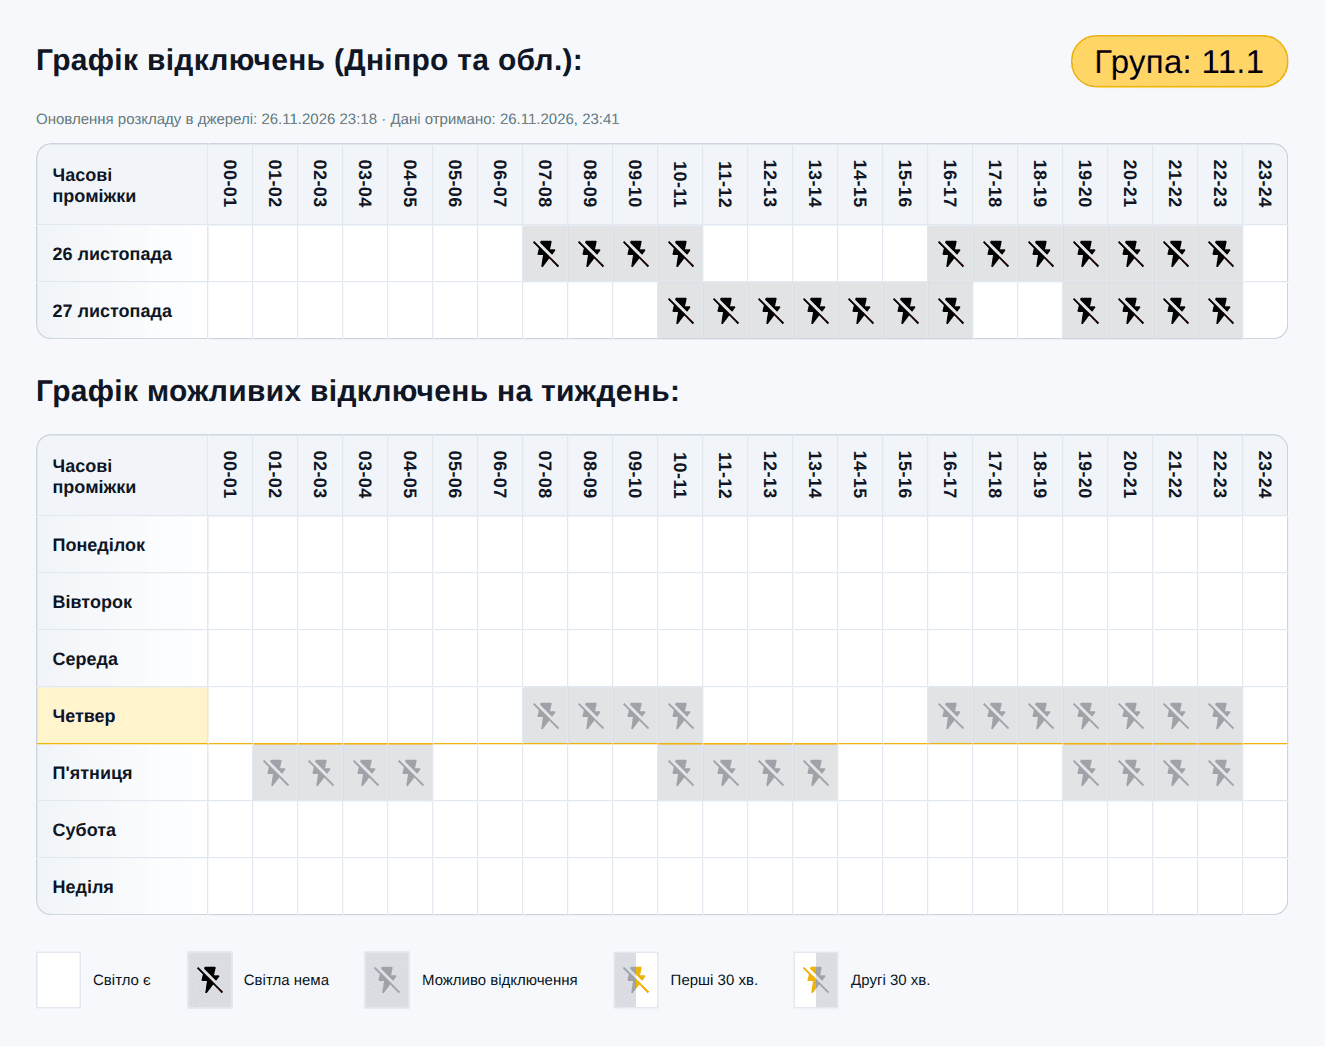 Графік відключень (Дніпро та обл.):
Група: 11.1
Оновлення розкладу в джерелі: 26.11.2026 23:18 · Дані отримано: 26.11.2026, 23:41
Часові проміжки 00-01 01-02 02-03 03-04 04-05 05-06 06-07 07-08 08-09 09-10 10-11 11-12 12-13 13-14 14-15 15-16 16-17 17-18 18-19 19-20 20-21 21-22 22-23 23-24
26 листопада
27 листопада
Графік можливих відключень на тиждень:
Часові проміжки 00-01 01-02 02-03 03-04 04-05 05-06 06-07 07-08 08-09 09-10 10-11 11-12 12-13 13-14 14-15 15-16 16-17 17-18 18-19 19-20 20-21 21-22 22-23 23-24
Понеділок
Вівторок
Середа
Четвер
П'ятниця
Субота
Неділя
Світло є Світла нема Можливо відключення Перші 30 хв. Другі 30 хв.